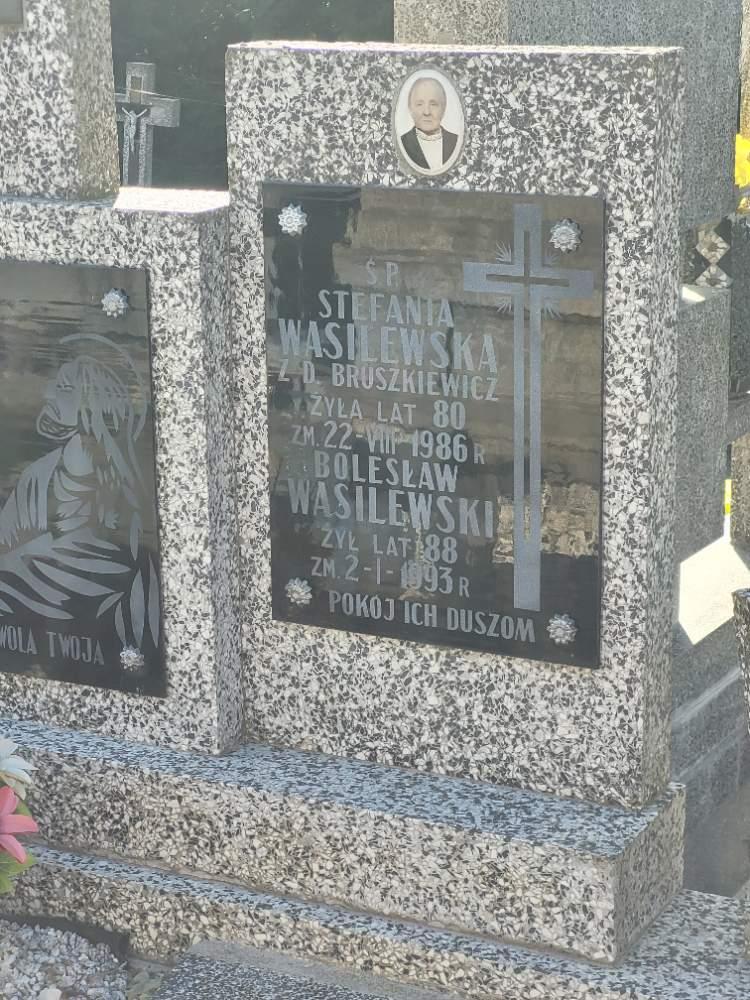 Ś.P.
STEFANIA
WASILEWSKA
Z D. BRUSZKIEWICZ
ŻYŁA LAT 80
ZM. 22-VIII-1986 R
BOLESŁAW
WASILEWSKI
ŻYŁ LAT 88
ZM. 2-I-1993 R
POKÓJ ICH DUSZOM
WOLA TWOJA